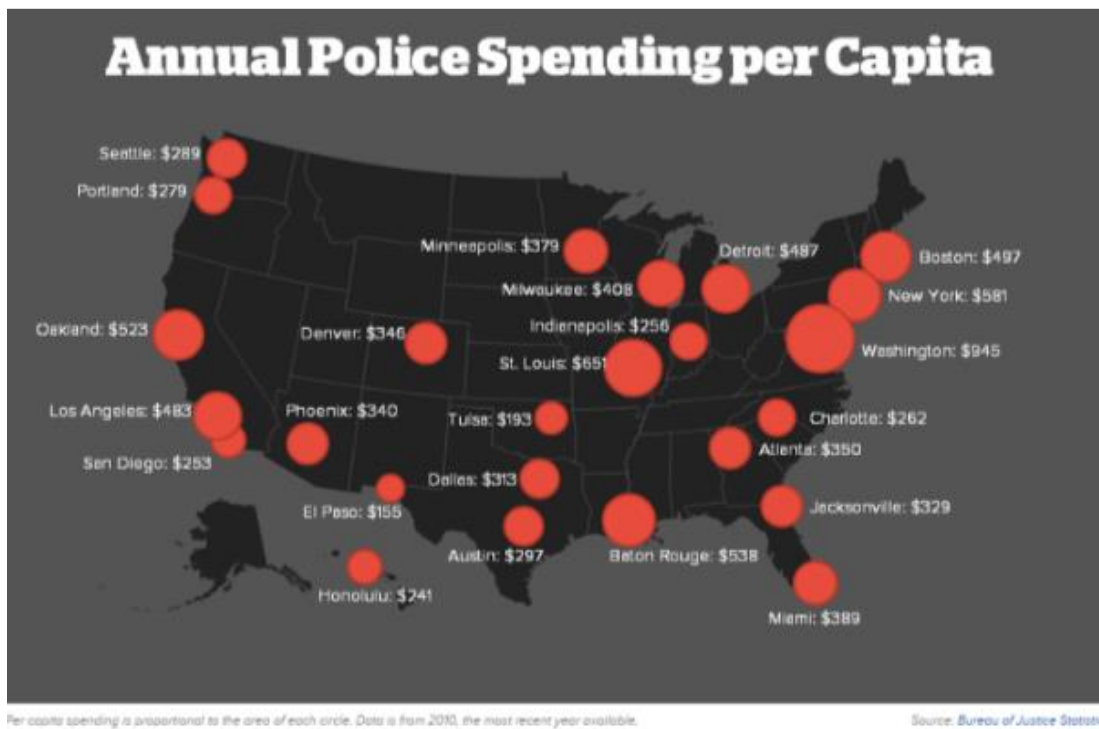 Annual Police Spending per Capita
Seattle: $289
Portland: $279
Minneapolis: $379
Detroit: $487
Boston: $497
Milwaukee: $408
New York: $581
Oakland: $523
Denver: $346
Indianapolis: $256
St. Louis: $651
Washington: $945
Los Angeles: $483
Phoenix: $340
Tulsa: $193
Charlotte: $262
San Diego: $253
Dallas: $313
Atlanta: $350
El Paso: $155
Jacksonville: $329
Austin: $297
Baton Rouge: $538
Honolulu: $241
Miami: $389
Per capita spending is proportional to the area of each circle. Data is from 2010, the most recent year available.
Source: Bureau of Justice Statisti